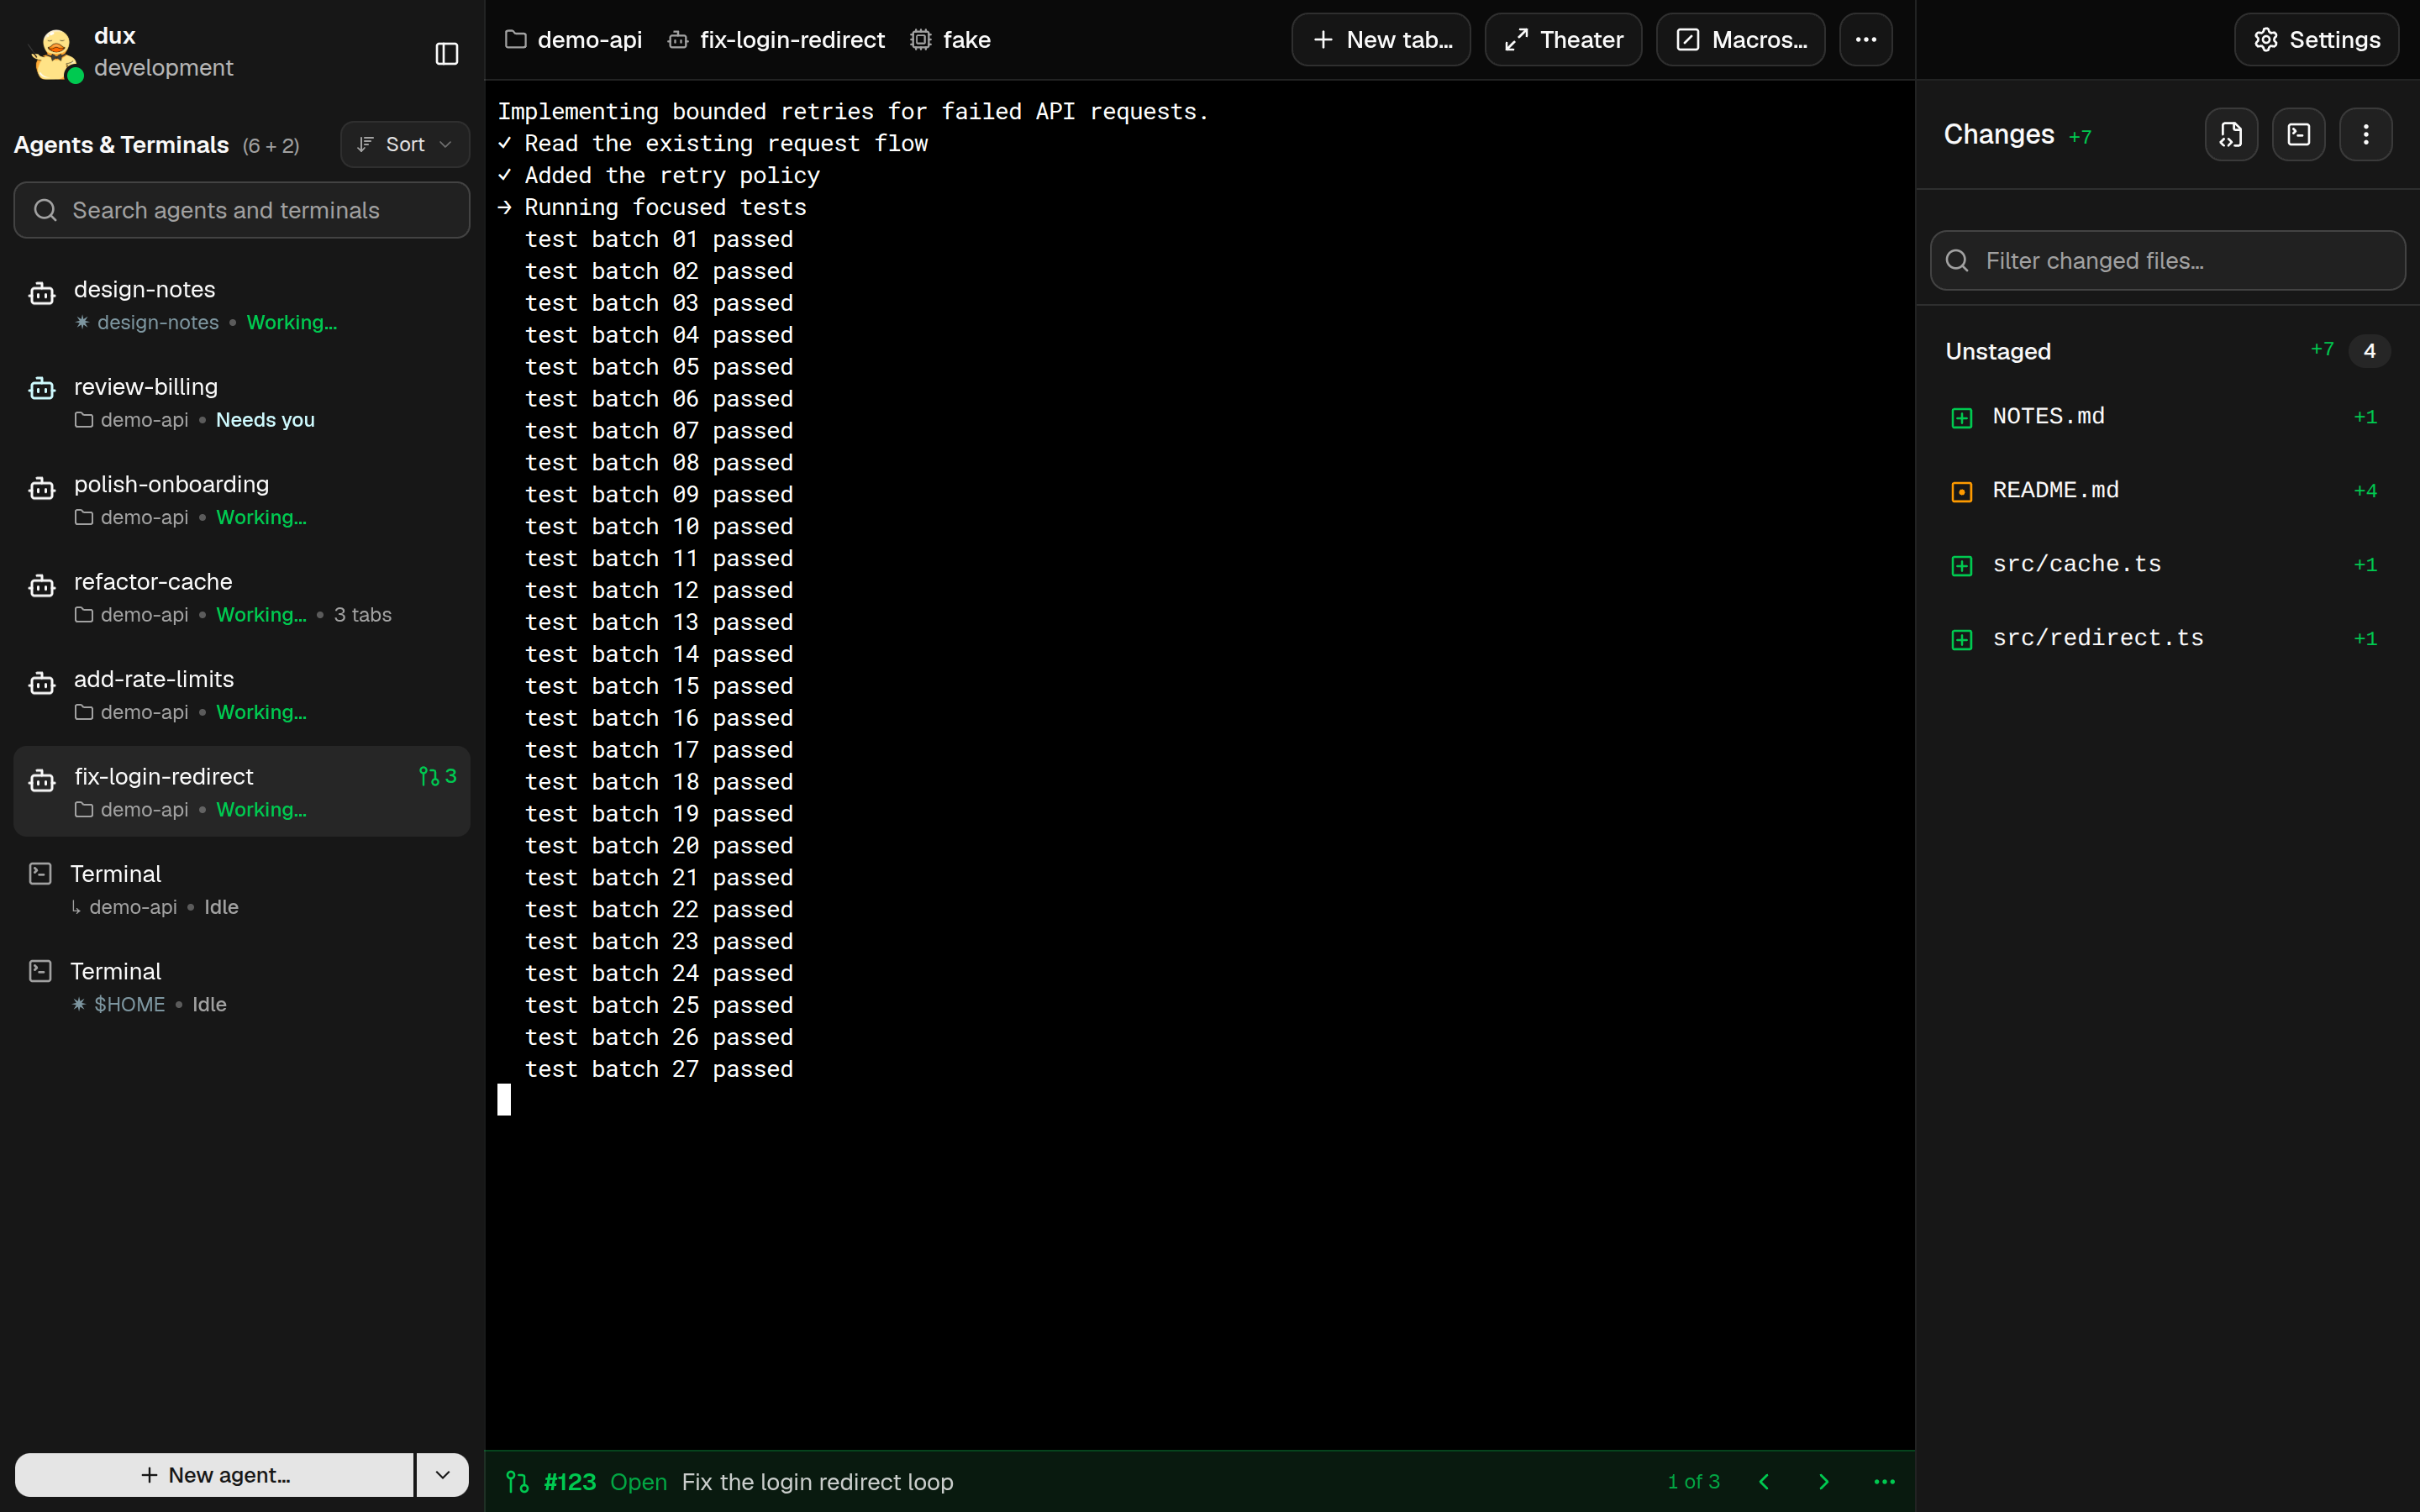 dux
development
Agents & Terminals (6 + 2) Sort
Search agents and terminals
design-notes
design-notes • Working...
review-billing
demo-api • Needs you
polish-onboarding
demo-api • Working...
refactor-cache
demo-api • Working... • 3 tabs
add-rate-limits
demo-api • Working...
fix-login-redirect 3
demo-api • Working...
Terminal
↳ demo-api • Idle
Terminal
$HOME • Idle
+ New agent...
demo-api fix-login-redirect fake
+ New tab... Theater Macros... ...
Implementing bounded retries for failed API requests.
✓ Read the existing request flow
✓ Added the retry policy
→ Running focused tests
test batch 01 passed
test batch 02 passed
test batch 03 passed
test batch 04 passed
test batch 05 passed
test batch 06 passed
test batch 07 passed
test batch 08 passed
test batch 09 passed
test batch 10 passed
test batch 11 passed
test batch 12 passed
test batch 13 passed
test batch 14 passed
test batch 15 passed
test batch 16 passed
test batch 17 passed
test batch 18 passed
test batch 19 passed
test batch 20 passed
test batch 21 passed
test batch 22 passed
test batch 23 passed
test batch 24 passed
test batch 25 passed
test batch 26 passed
test batch 27 passed
#123 Open Fix the login redirect loop 1 of 3
Settings
Changes +7
Filter changed files...
Unstaged +7 4
NOTES.md +1
README.md +4
src/cache.ts +1
src/redirect.ts +1